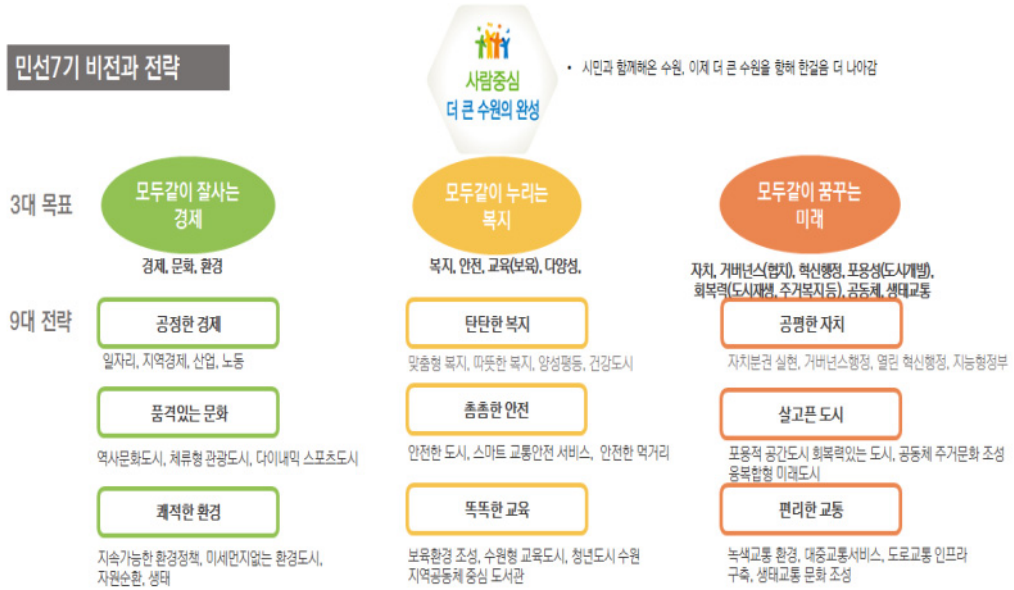 민선7기 비전과 전략
사람중심
더 큰 수원의 완성
• 시민과 함께해온 수원, 이제 더 큰 수원을 향해 한걸음 더 나아감
3대 목표
모두같이 잘사는
경제
모두같이 누리는
복지
모두같이 꿈꾸는
미래
경제, 문화, 환경
복지, 안전, 교육(보육), 다양성,
자치, 거버넌스(협치), 혁신행정, 포용성(도시개발),
회복력(도시재생, 주거복지 등), 공동체, 생태교통
9대 전략
공정한 경제
탄탄한 복지
공평한 자치
일자리, 지역경제, 산업, 노동
맞춤형 복지, 따뜻한 복지, 양성평등, 건강도시
자치분권 실현, 거버넌스행정, 열린 혁신행정, 지능형정부
품격있는 문화
촘촘한 안전
살고픈 도시
역사문화도시, 체류형 관광도시, 다이내믹 스포츠도시
안전한 도시, 스마트 교통안전 서비스, 안전한 먹거리
포용적 공간도시 회복력있는 도시, 공동체 주거문화 조성
융복합형 미래도시
쾌적한 환경
똑똑한 교육
편리한 교통
지속가능한 환경정책, 미세먼지없는 환경도시,
자원순환, 생태
보육환경 조성, 수원형 교육도시, 청년도시 수원
지역공동체 중심 도서관
녹색교통 환경, 대중교통서비스, 도로교통 인프라
구축, 생태교통 문화 조성